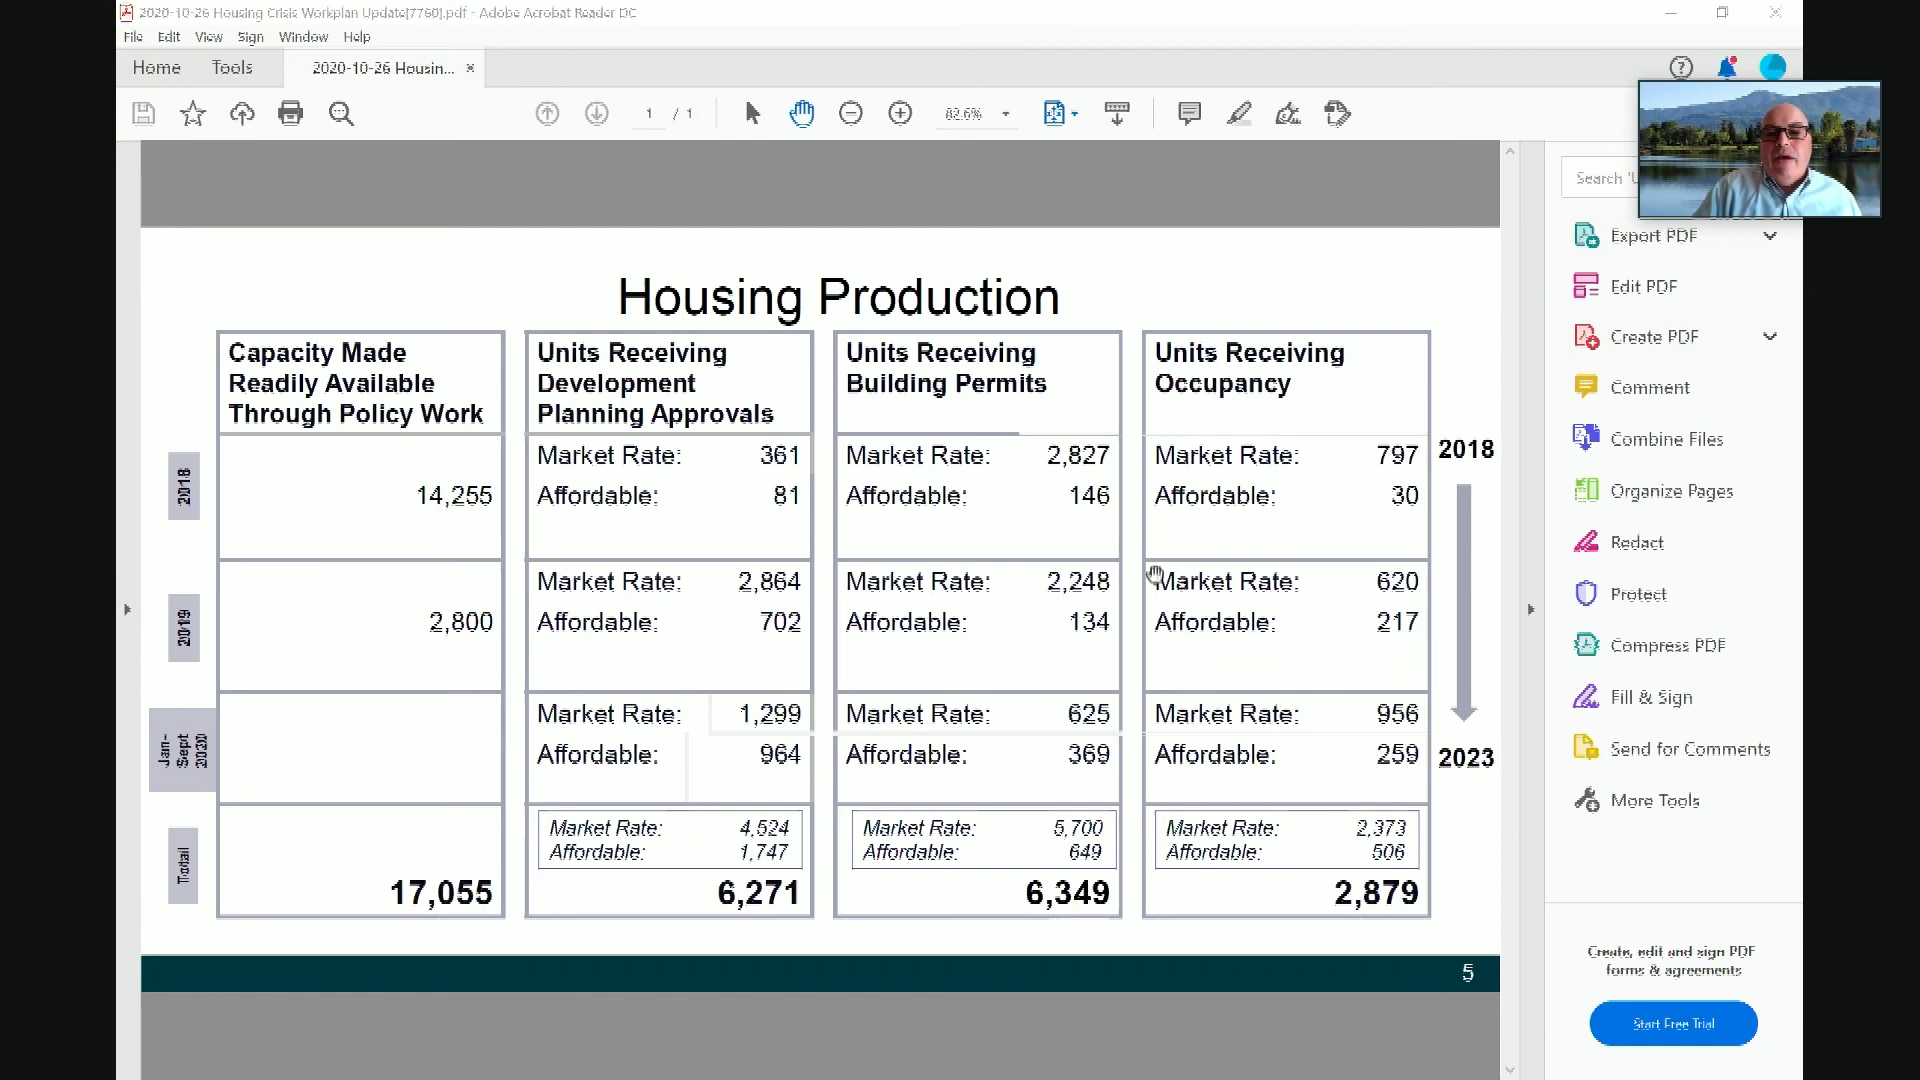 2020-10-26 Housing Crisis Workplan Update[7760].pdf - Adobe Acrobat Reader DC
File Edit View Sign Window Help
Home Tools 2020-10-26 Housin... ×
1 / 1 82.6%
Search 'U
Export PDF
Edit PDF
Create PDF
Comment
Combine Files
Organize Pages
Redact
Protect
Compress PDF
Fill & Sign
Send for Comments
More Tools
Create, edit and sign PDF
forms & agreements
Start Free Trial
Housing Production
Capacity Made
Readily Available
Through Policy Work
Units Receiving
Development
Planning Approvals
Units Receiving
Building Permits
Units Receiving
Occupancy
2018
14,255
Market Rate: 361
Affordable: 81
Market Rate: 2,827
Affordable: 146
Market Rate: 797
Affordable: 30
2018
2019
2,800
Market Rate: 2,864
Affordable: 702
Market Rate: 2,248
Affordable: 134
Market Rate: 620
Affordable: 217
Jan-
Sept
2020
Market Rate: 1,299
Affordable: 964
Market Rate: 625
Affordable: 369
Market Rate: 956
Affordable: 259
2023
Total
17,055
Market Rate: 4,524
Affordable: 1,747
6,271
Market Rate: 5,700
Affordable: 649
6,349
Market Rate: 2,373
Affordable: 506
2,879
5